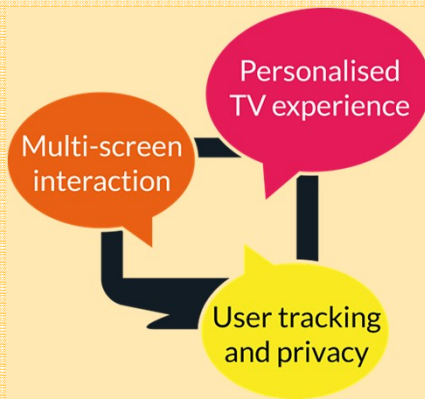 Personalised
TV experience
Multi-screen
interaction
User tracking
and privacy